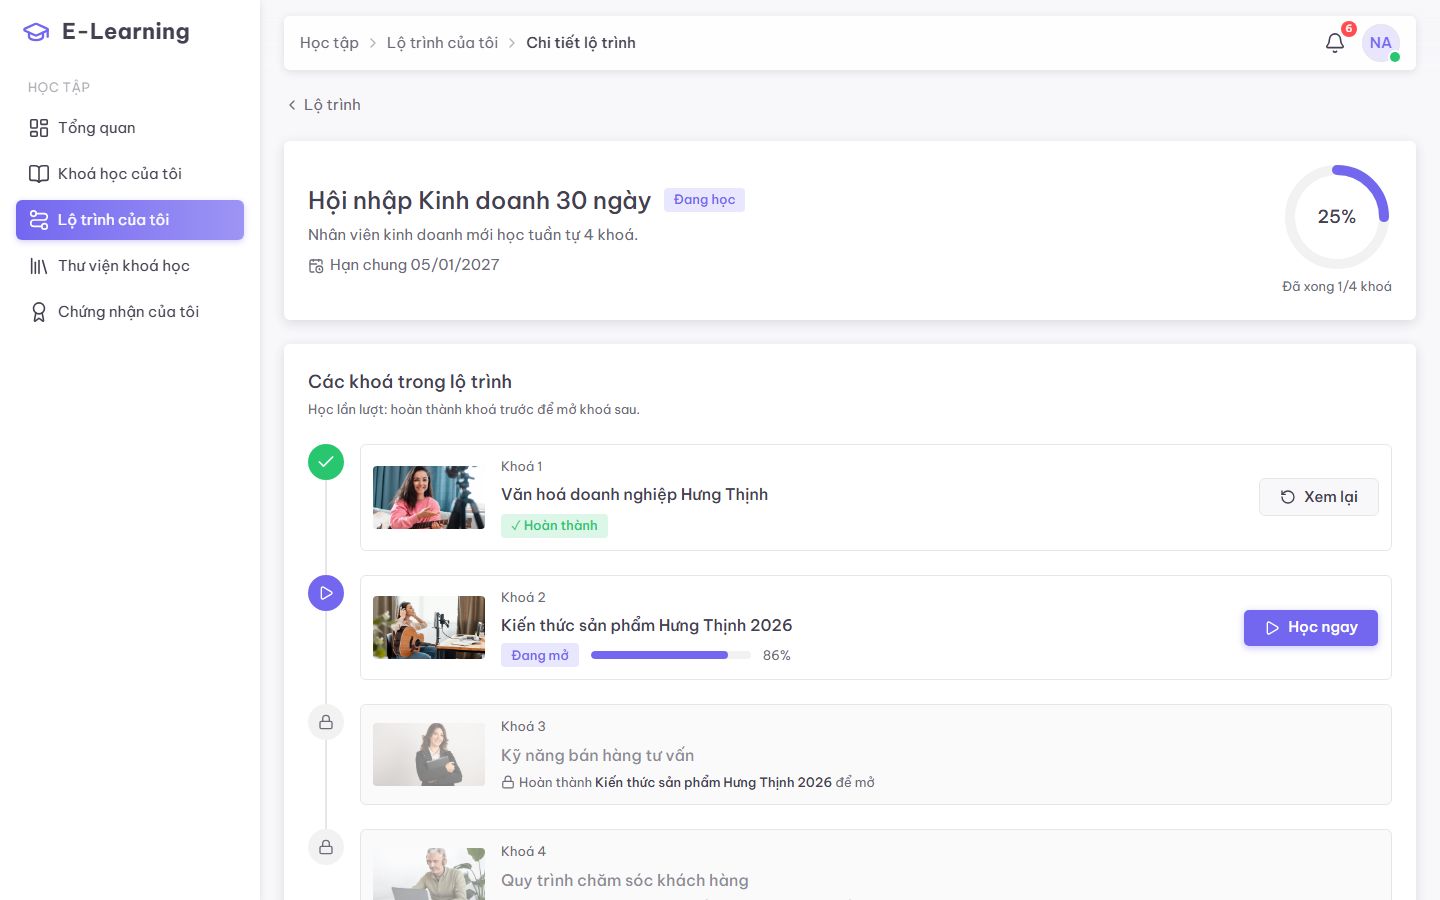 E-Learning
HỌC TẬP
Tổng quan
Khoá học của tôi
Lộ trình của tôi
Thư viện khoá học
Chứng nhận của tôi
Học tập > Lộ trình của tôi > Chi tiết lộ trình
6
NA
Lộ trình
Hội nhập Kinh doanh 30 ngày
Đang học
Nhân viên kinh doanh mới học tuần tự 4 khoá.
Hạn chung 05/01/2027
25%
Đã xong 1/4 khoá
Các khoá trong lộ trình
Học lần lượt: hoàn thành khoá trước để mở khoá sau.
Khoá 1
Văn hoá doanh nghiệp Hưng Thịnh
✓ Hoàn thành
Xem lại
Khoá 2
Kiến thức sản phẩm Hưng Thịnh 2026
Đang mở
86%
Học ngay
Khoá 3
Kỹ năng bán hàng tư vấn
Hoàn thành Kiến thức sản phẩm Hưng Thịnh 2026 để mở
Khoá 4
Quy trình chăm sóc khách hàng